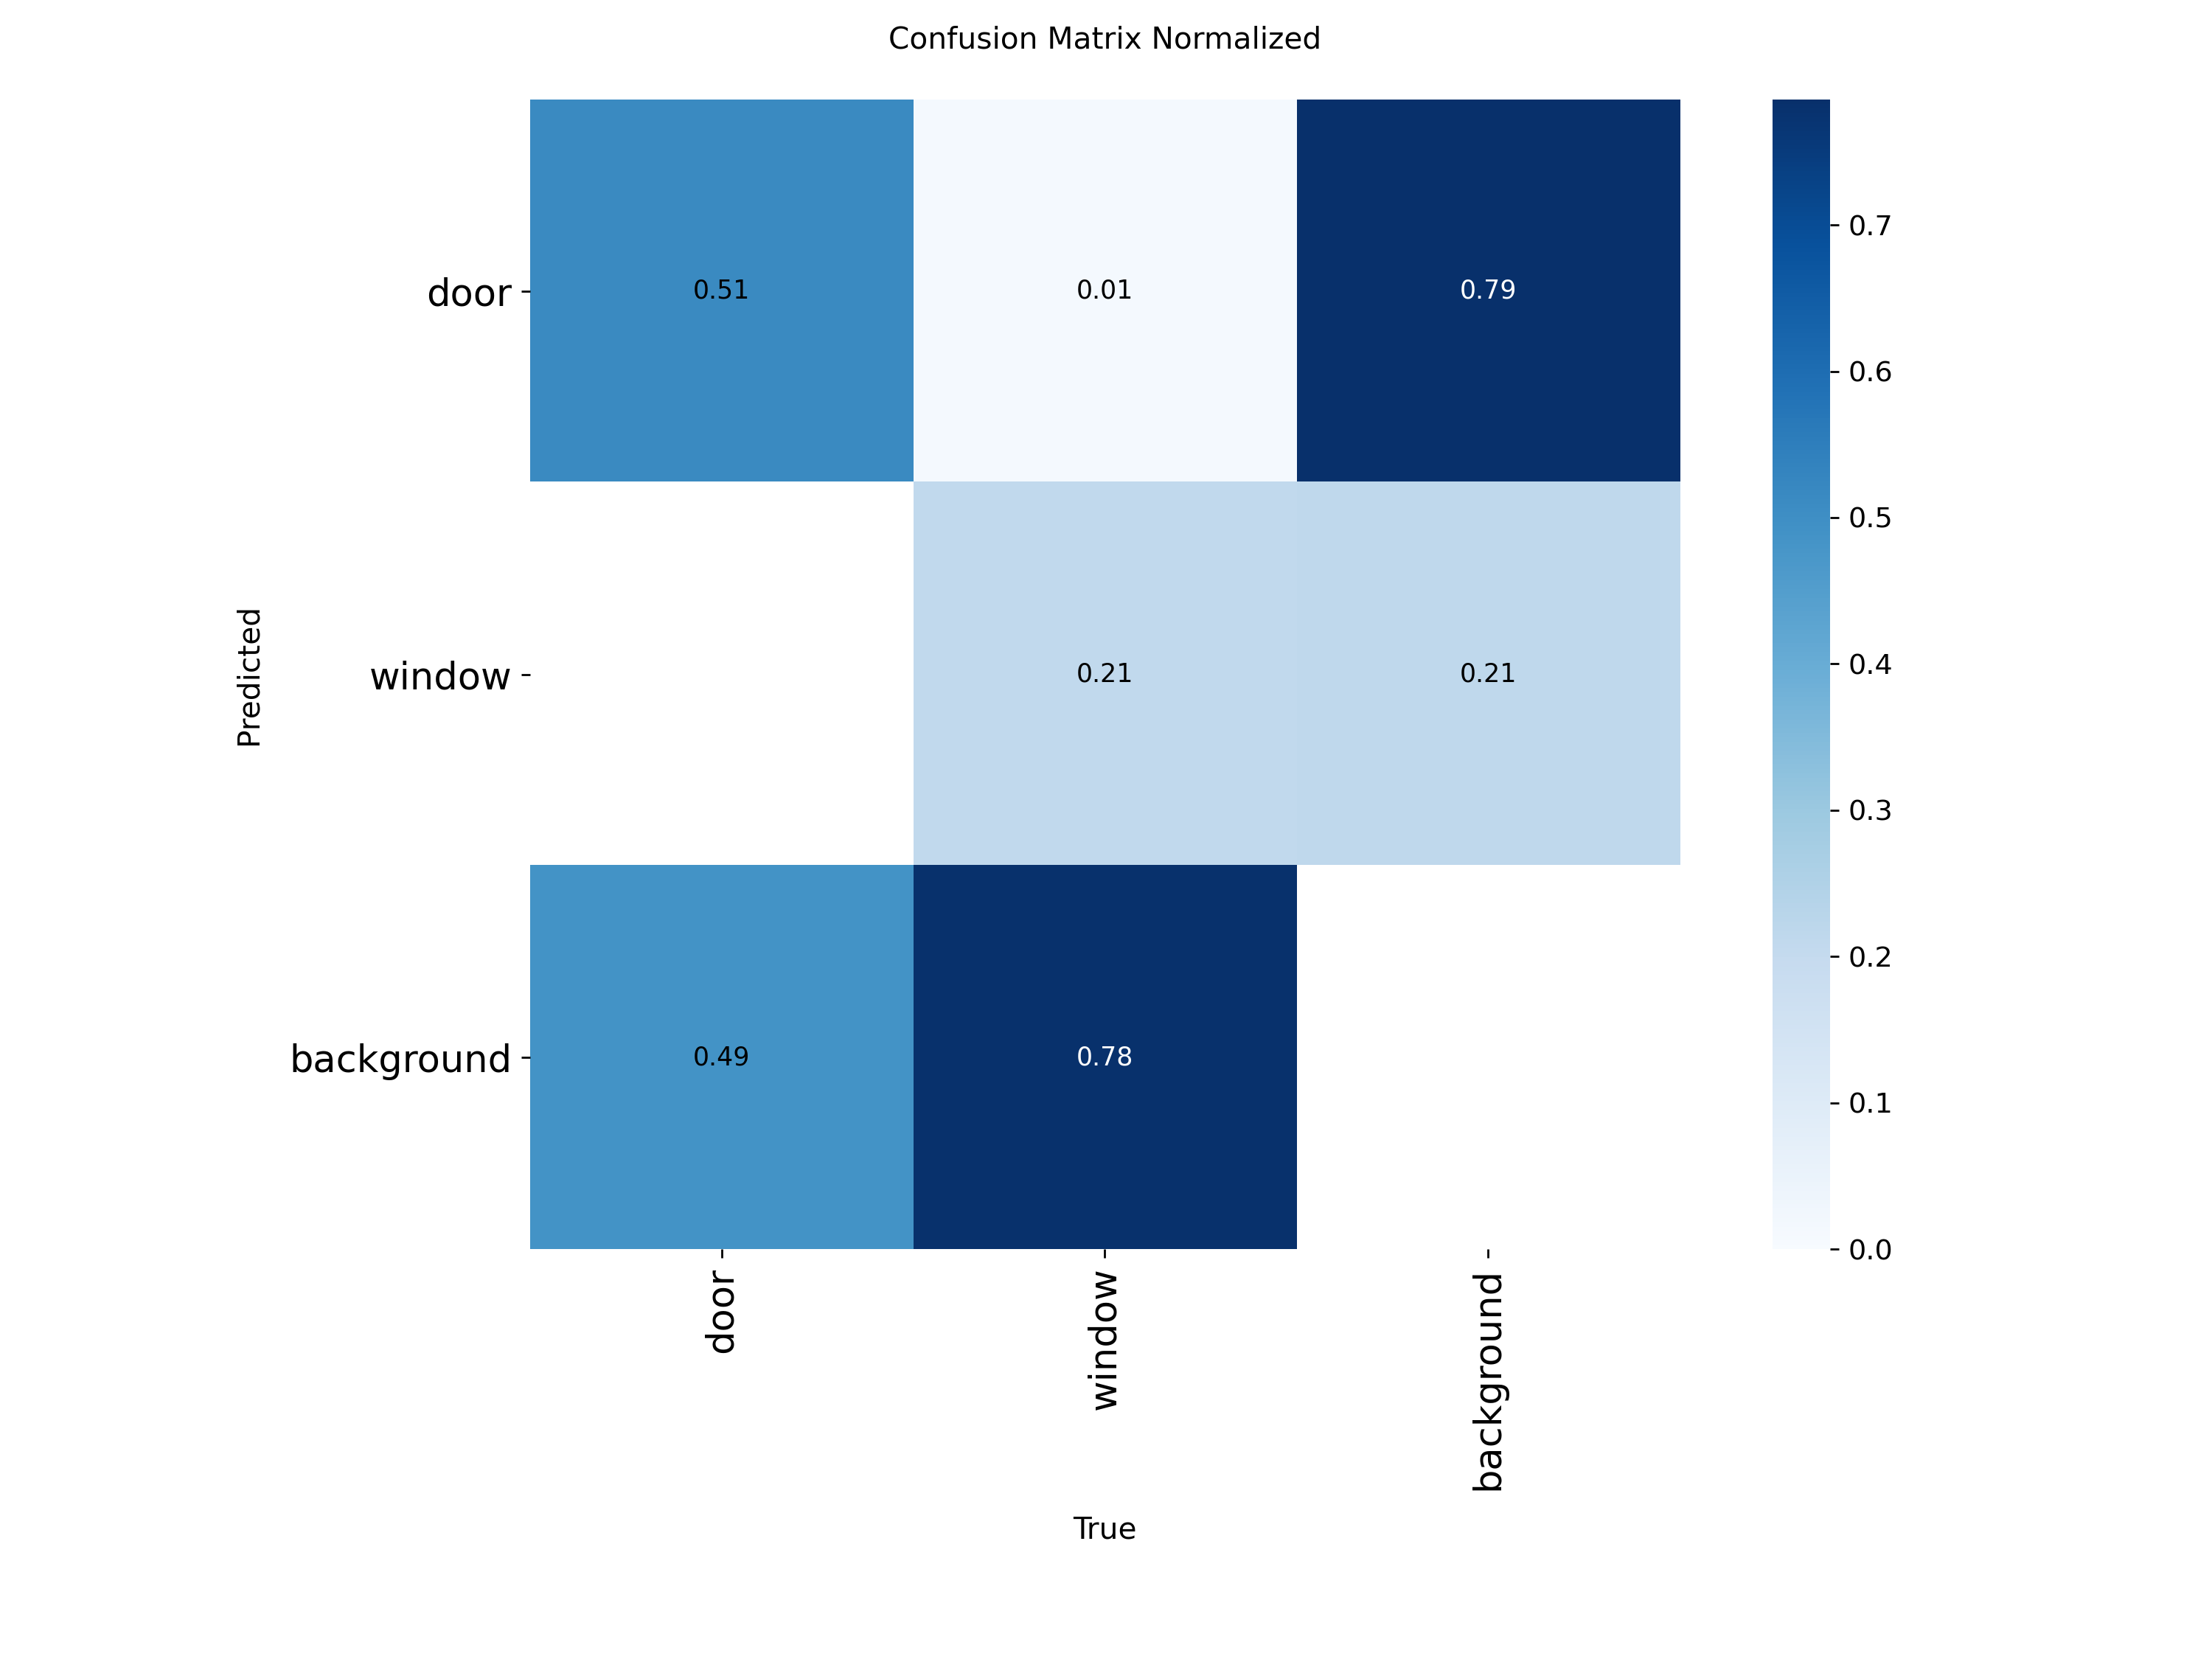 Confusion Matrix Normalized
door
0.51
0.01
0.79
window
0.21
0.21
background
0.49
0.78
Predicted
door
window
background
True
0.7
0.6
0.5
0.4
0.3
0.2
0.1
0.0